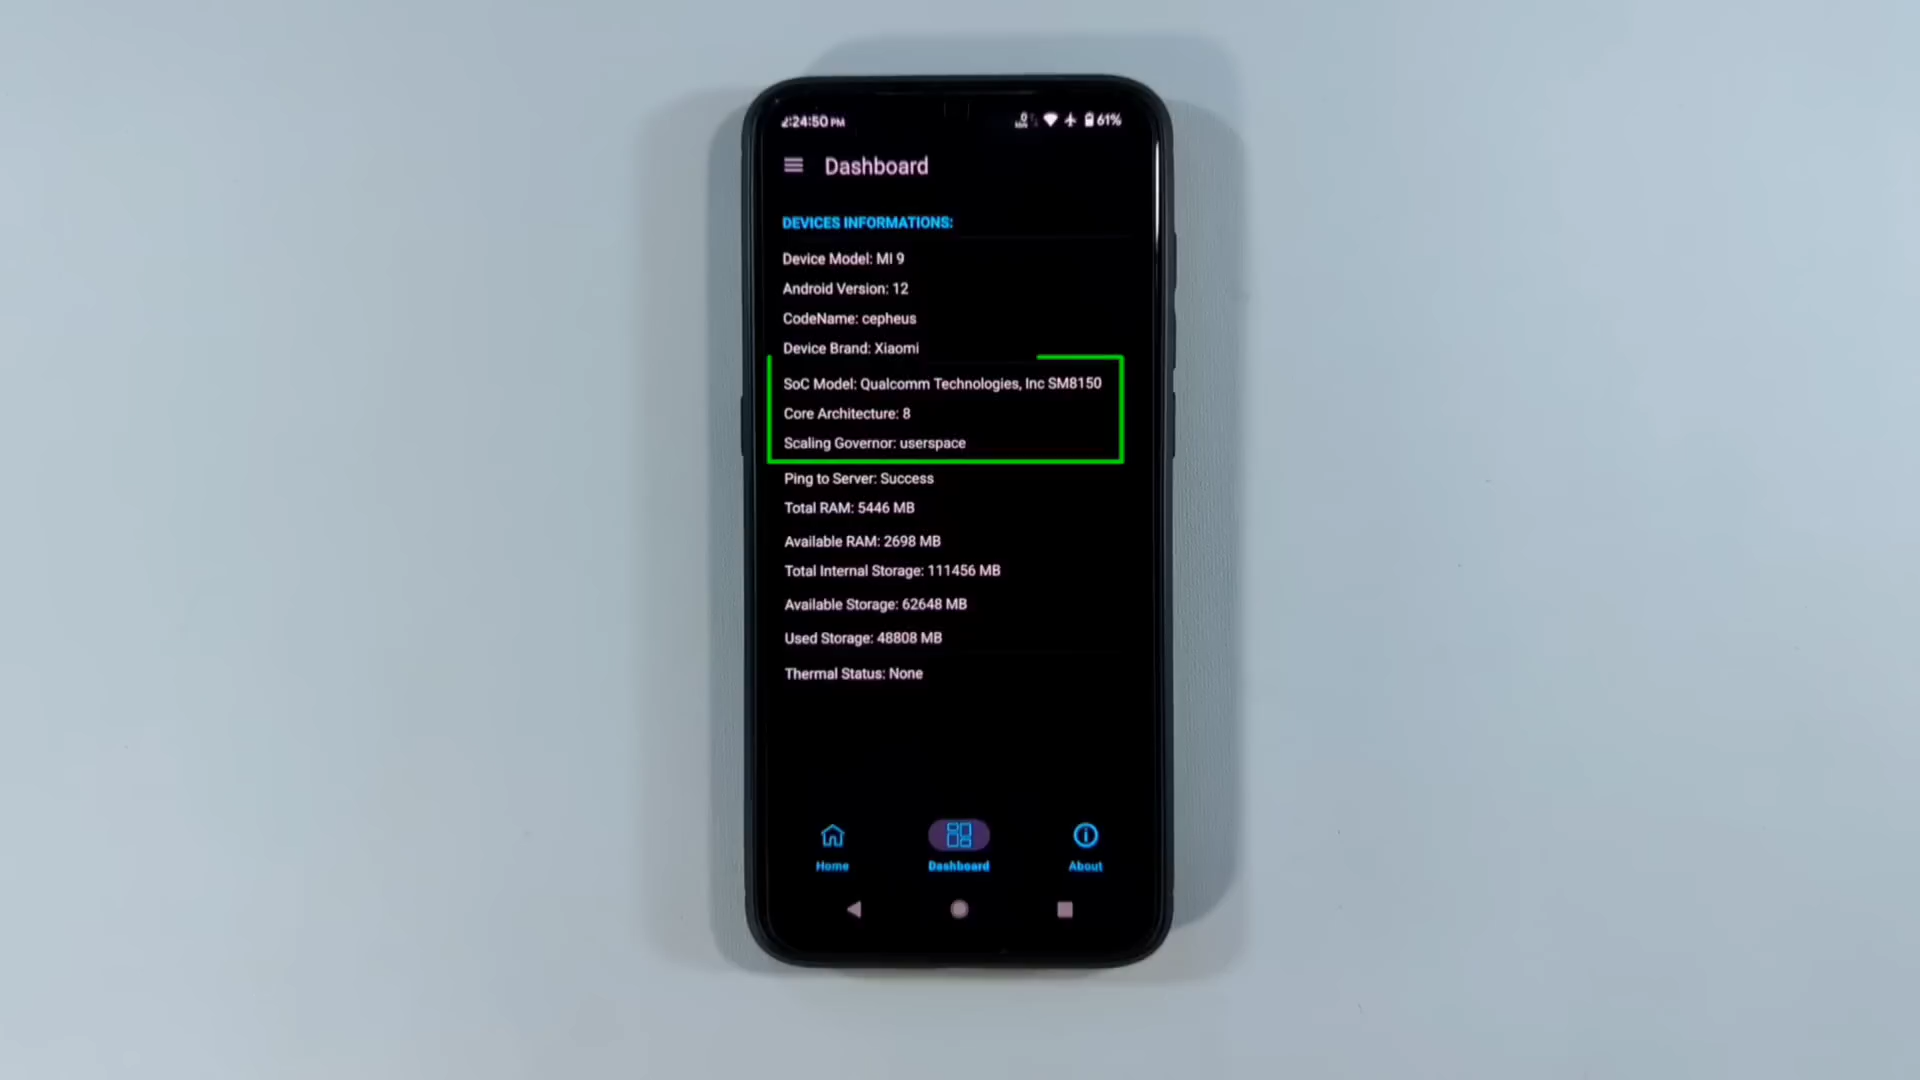 2:24:50 PM
61%
Dashboard
DEVICES INFORMATIONS:
Device Model: MI 9
Android Version: 12
CodeName: cepheus
Device Brand: Xiaomi
SoC Model: Qualcomm Technologies, Inc SM8150
Core Architecture: 8
Scaling Governor: userspace
Ping to Server: Success
Total RAM: 5446 MB
Available RAM: 2698 MB
Total Internal Storage: 111456 MB
Available Storage: 62648 MB
Used Storage: 48808 MB
Thermal Status: None
Home
Dashboard
About